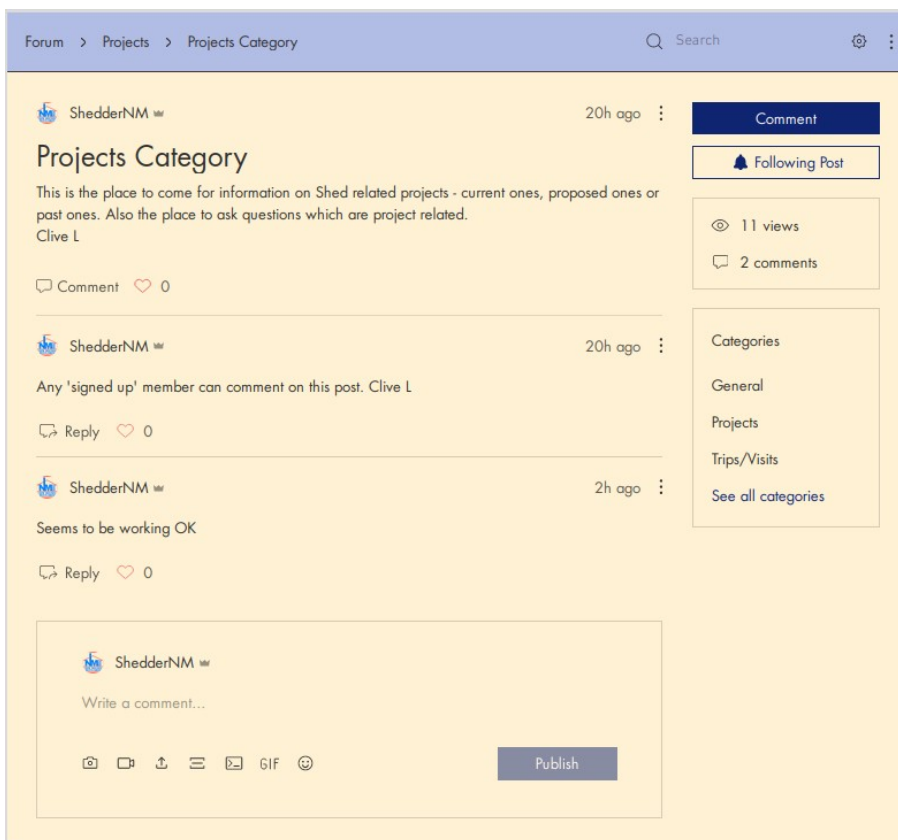 Forum > Projects > Projects Category
Search
ShedderNM
20h ago
Projects Category
This is the place to come for information on Shed related projects - current ones, proposed ones or
past ones. Also the place to ask questions which are project related.
Clive L
Comment 0
ShedderNM
20h ago
Any 'signed up' member can comment on this post. Clive L
Reply 0
ShedderNM
2h ago
Seems to be working OK
Reply 0
ShedderNM
Write a comment...
GIF
Publish
Comment
Following Post
11 views
2 comments
Categories
General
Projects
Trips/Visits
See all categories